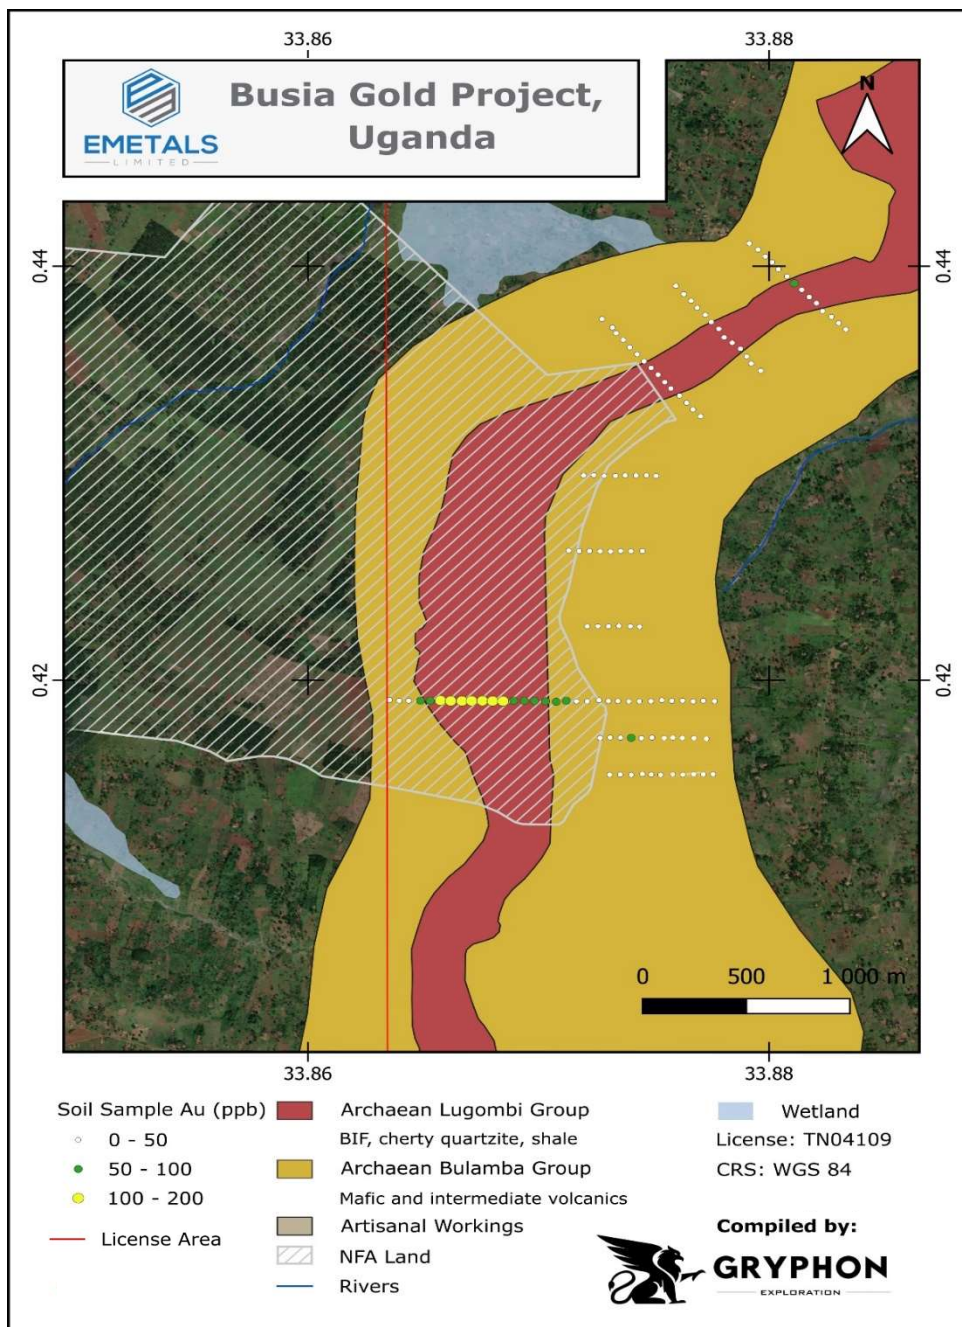 33.86
33.88
EMETALS
LIMITED
Busia Gold Project,
Uganda
N
0.44
0.44
0.42
0.42
0
500
1 000 m
33.86
33.88
Soil Sample Au (ppb)
0 - 50
50 - 100
100 - 200
License Area
Archaean Lugombi Group
BIF, cherty quartzite, shale
Archaean Bulamba Group
Mafic and intermediate volcanics
Artisanal Workings
NFA Land
Rivers
Wetland
License: TN04109
CRS: WGS 84
Compiled by:
GRYPHON
EXPLORATION